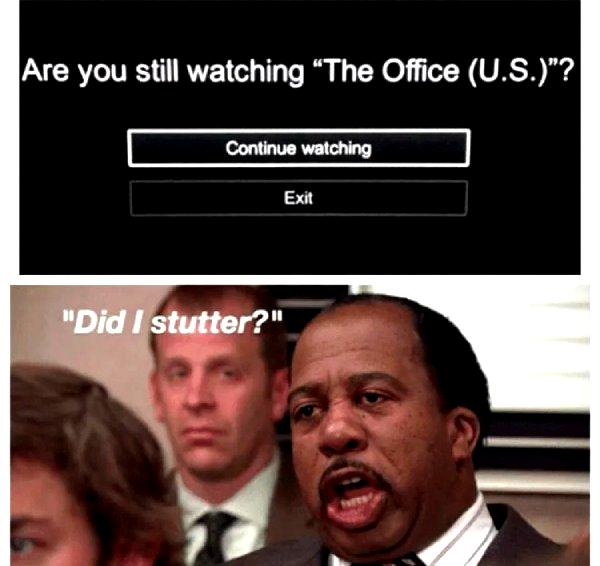 Are you still watching “The Office (U.S.)”?
Continue watching
Exit
"Did I stutter?"